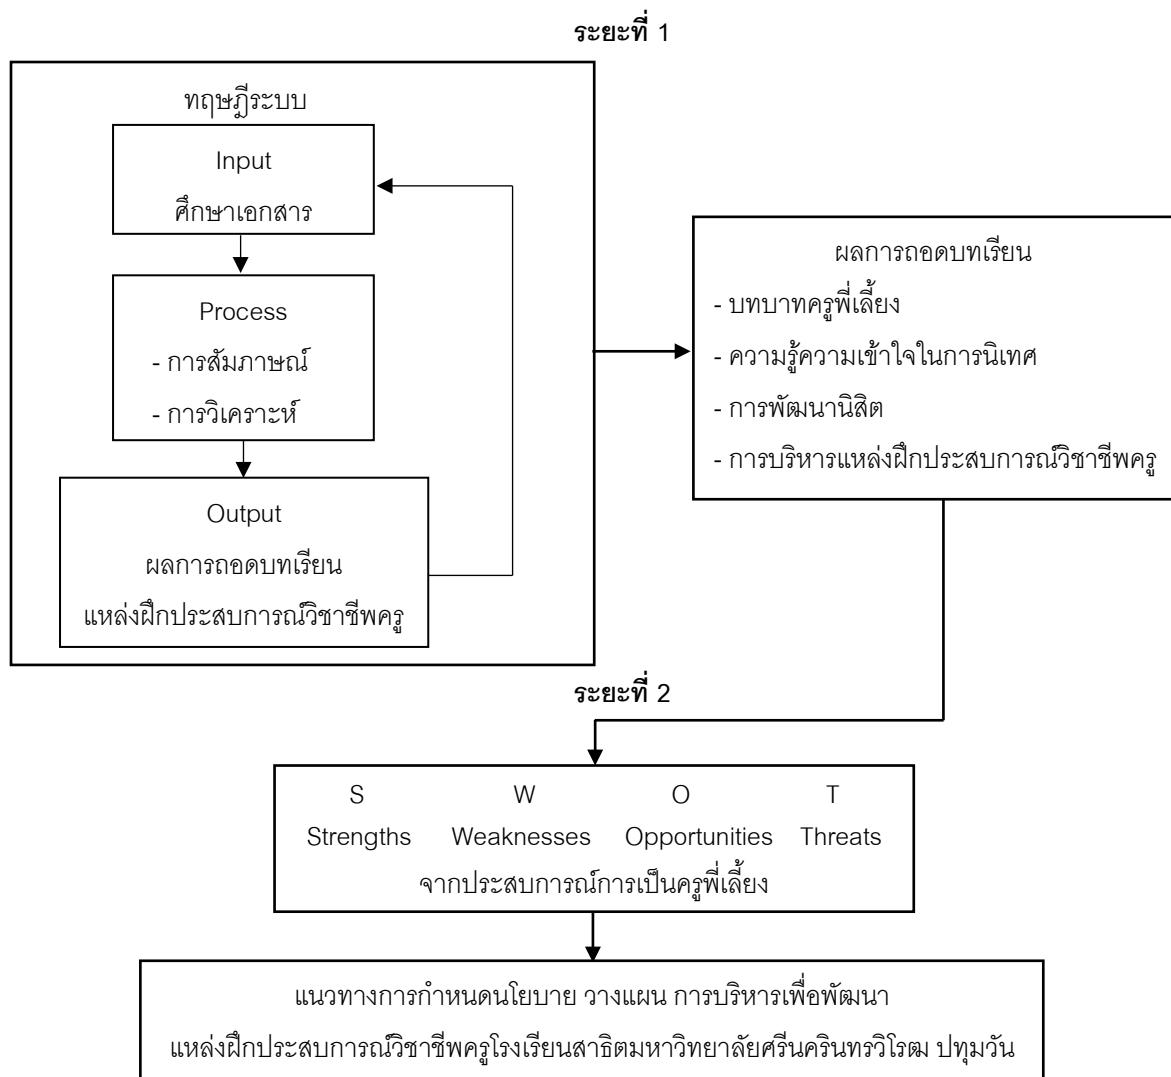 ระยะที่ 1
ทฤษฎีระบบ
Input
ศึกษาเอกสาร
Process
- การสัมภาษณ์
- การวิเคราะห์
Output
ผลการถอดบทเรียน
แหล่งฝึกประสบการณ์วิชาชีพครู
ผลการถอดบทเรียน
- บทบาทครูพี่เลี้ยง
- ความรู้ความเข้าใจในการนิเทศ
- การพัฒนานิสิต
- การบริหารแหล่งฝึกประสบการณ์วิชาชีพครู
ระยะที่ 2
S W O T
Strengths Weaknesses Opportunities Threats
จากประสบการณ์การเป็นครูพี่เลี้ยง
แนวทางการกำหนดนโยบาย วางแผน การบริหารเพื่อพัฒนา
แหล่งฝึกประสบการณ์วิชาชีพครูโรงเรียนสาธิตมหาวิทยาลัยศรีนครินทรวิโรฒ ปทุมวัน